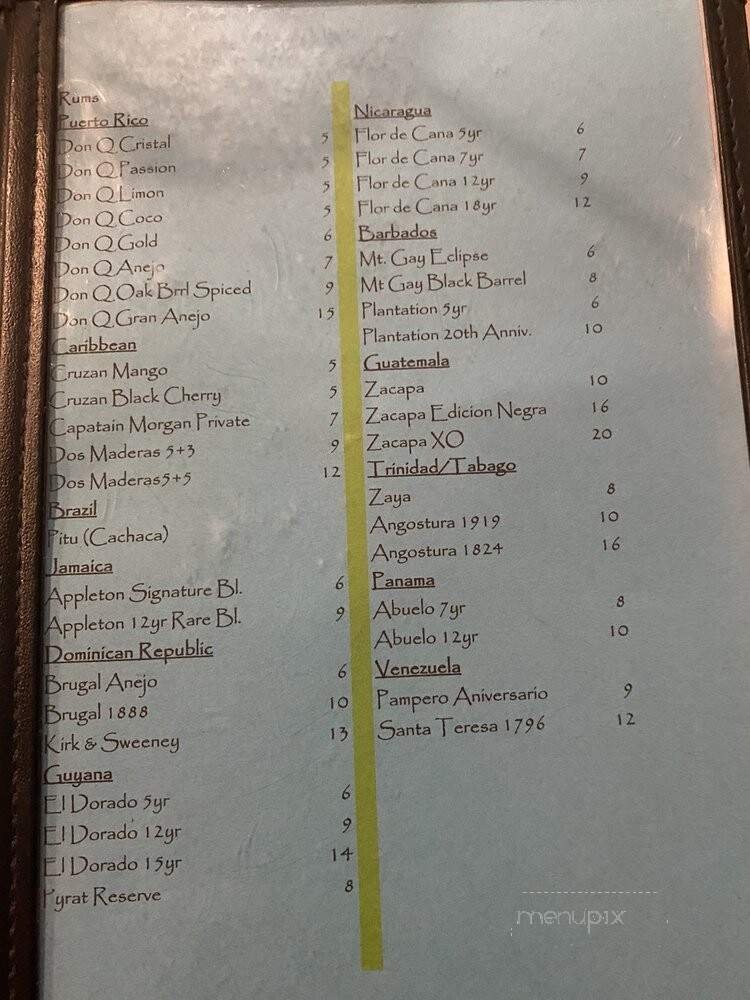 Rums
Puerto Rico
Don Q Cristal 5
Don Q Passion 5
Don Q Limon 5
Don Q Coco 5
Don Q Gold 6
Don Q Anejo 7
Don Q Oak Brrl Spiced 9
Don Q Gran Anejo 15
Caribbean
Cruzan Mango 5
Cruzan Black Cherry 5
Capatain Morgan Private 7
Dos Maderas 5+3 9
Dos Maderas5+5 12
Brazil
Pitu (Cachaca)
Jamaica
Appleton Signature Bl. 6
Appleton 12yr Rare Bl. 9
Dominican Republic
Brugal Anejo 6
Brugal 1888 10
Kirk & Sweeney 13
Guyana
El Dorado 5yr 6
El Dorado 12yr 9
El Dorado 15yr 14
Pyrat Reserve 8
Nicaragua
Flor de Cana 5yr 6
Flor de Cana 7yr 7
Flor de Cana 12yr 9
Flor de Cana 18yr 12
Barbados
Mt. Gay Eclipse 6
Mt Gay Black Barrel 8
Plantation 5yr 6
Plantation 20th Anniv. 10
Guatemala
Zacapa 10
Zacapa Edicion Negra 16
Zacapa XO 20
Trinidad/Tabago
Zaya 8
Angostura 1919 10
Angostura 1824 16
Panama
Abuelo 7yr 8
Abuelo 12yr 10
Venezuela
Pampero Aniversario 9
Santa Teresa 1796 12
menupix